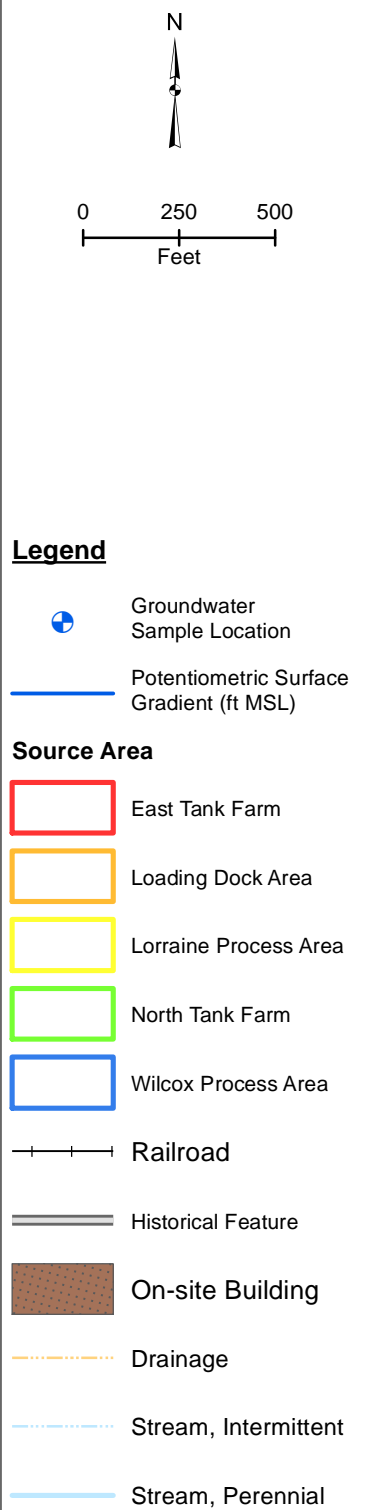 N
0 250 500
Feet
Legend
Groundwater
Sample Location
Potentiometric Surface
Gradient (ft MSL)
Source Area
East Tank Farm
Loading Dock Area
Lorraine Process Area
North Tank Farm
Wilcox Process Area
Railroad
Historical Feature
On-site Building
Drainage
Stream, Intermittent
Stream, Perennial